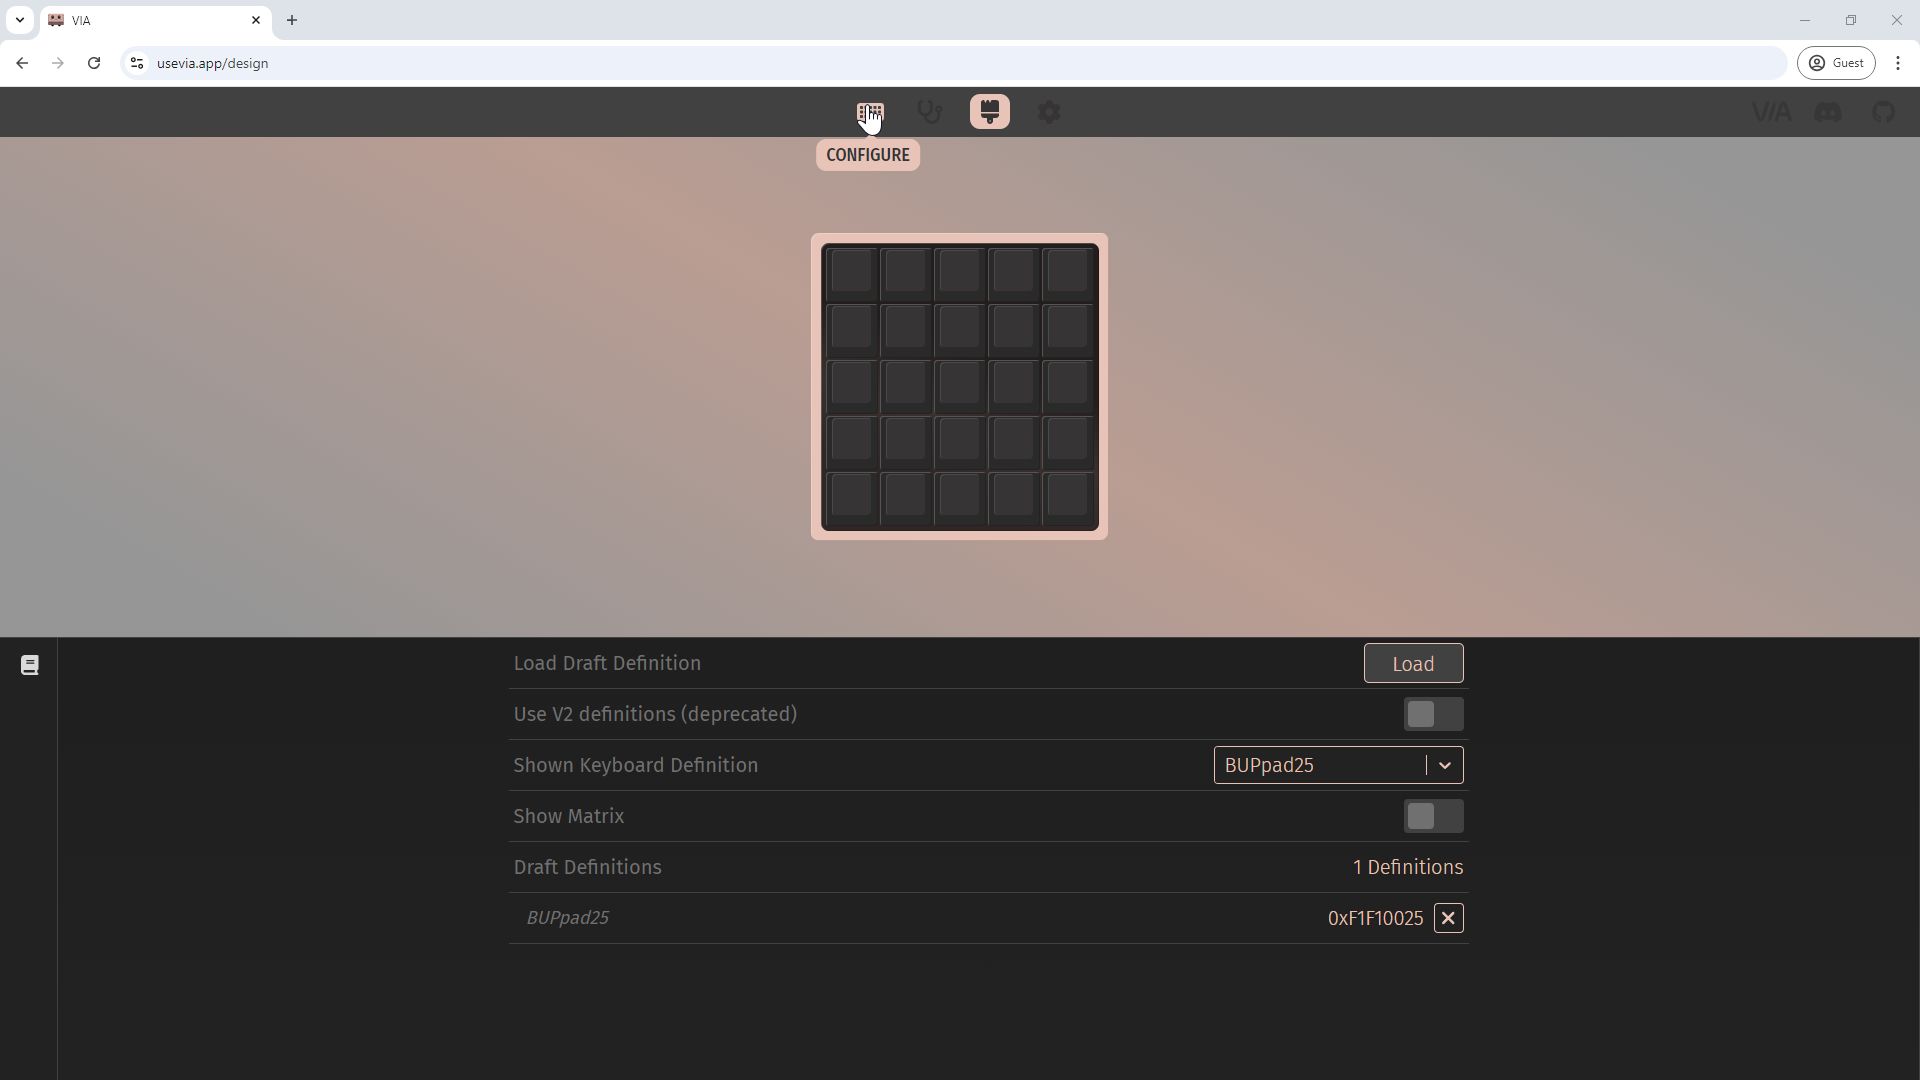 VIA
usevia.app/design
Guest
VIA
CONFIGURE
Load Draft Definition
Load
Use V2 definitions (deprecated)
Shown Keyboard Definition
BUPpad25
Show Matrix
Draft Definitions
1 Definitions
BUPpad25
0xF1F10025